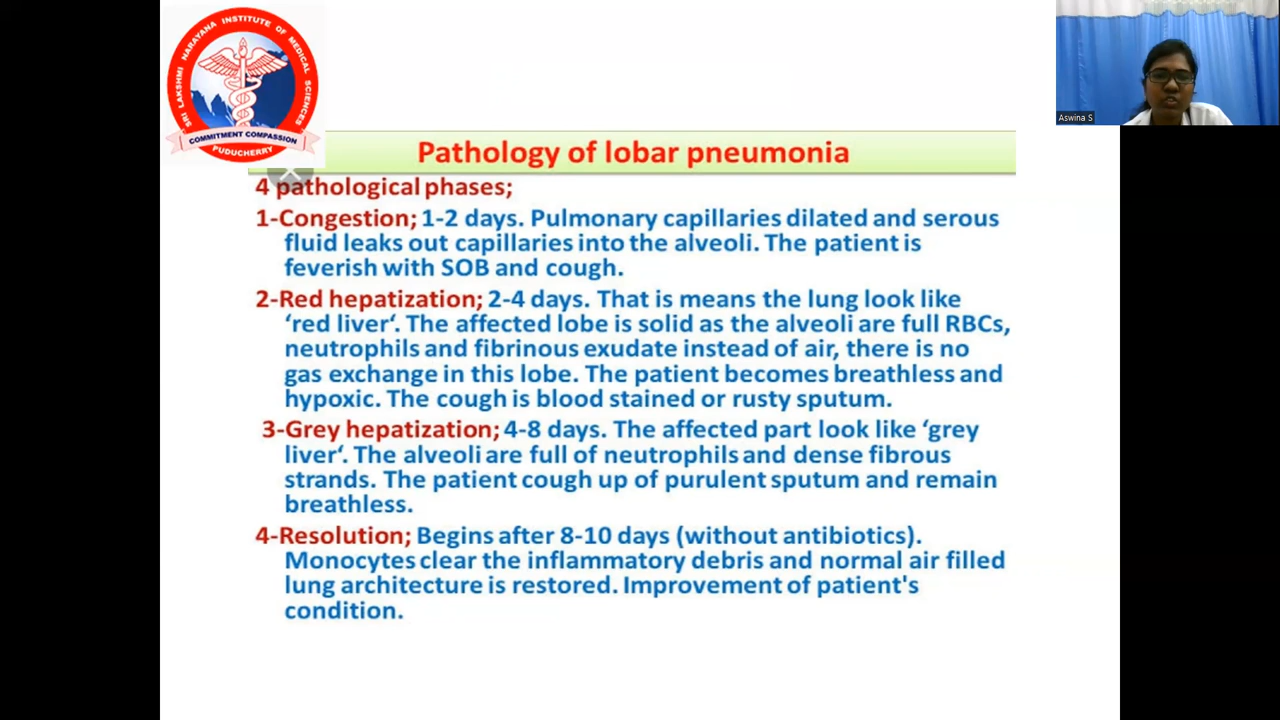 SRI LAKSHMI NARAYANA INSTITUTE OF MEDICAL SCIENCES
COMMITMENT COMPASSION
PUDUCHERRY
Aswina S
Pathology of lobar pneumonia
4 pathological phases;
1-Congestion; 1-2 days. Pulmonary capillaries dilated and serous
fluid leaks out capillaries into the alveoli. The patient is
feverish with SOB and cough.
2-Red hepatization; 2-4 days. That is means the lung look like
‘red liver‘. The affected lobe is solid as the alveoli are full RBCs,
neutrophils and fibrinous exudate instead of air, there is no
gas exchange in this lobe. The patient becomes breathless and
hypoxic. The cough is blood stained or rusty sputum.
3-Grey hepatization; 4-8 days. The affected part look like ‘grey
liver‘. The alveoli are full of neutrophils and dense fibrous
strands. The patient cough up of purulent sputum and remain
breathless.
4-Resolution; Begins after 8-10 days (without antibiotics).
Monocytes clear the inflammatory debris and normal air filled
lung architecture is restored. Improvement of patient's
condition.